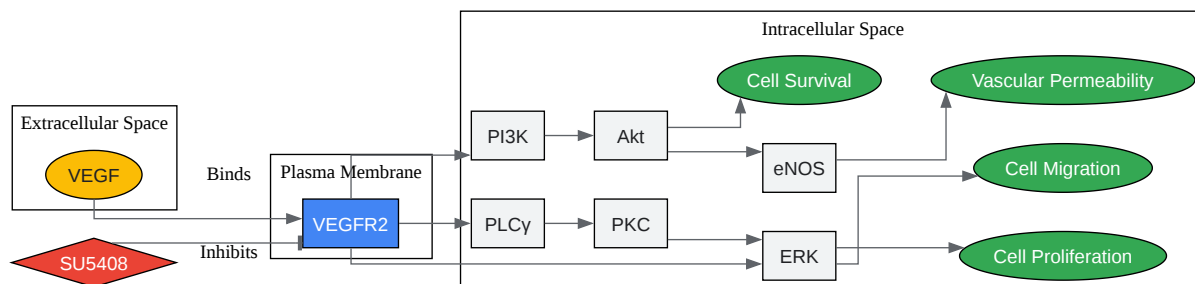 Intracellular Space
Cell Survival
Vascular Permeability
Extracellular Space
PI3K
Akt
VEGF
Binds
Plasma Membrane
eNOS
Cell Migration
VEGFR2
PLCγ
PKC
SU5408
Inhibits
ERK
Cell Proliferation